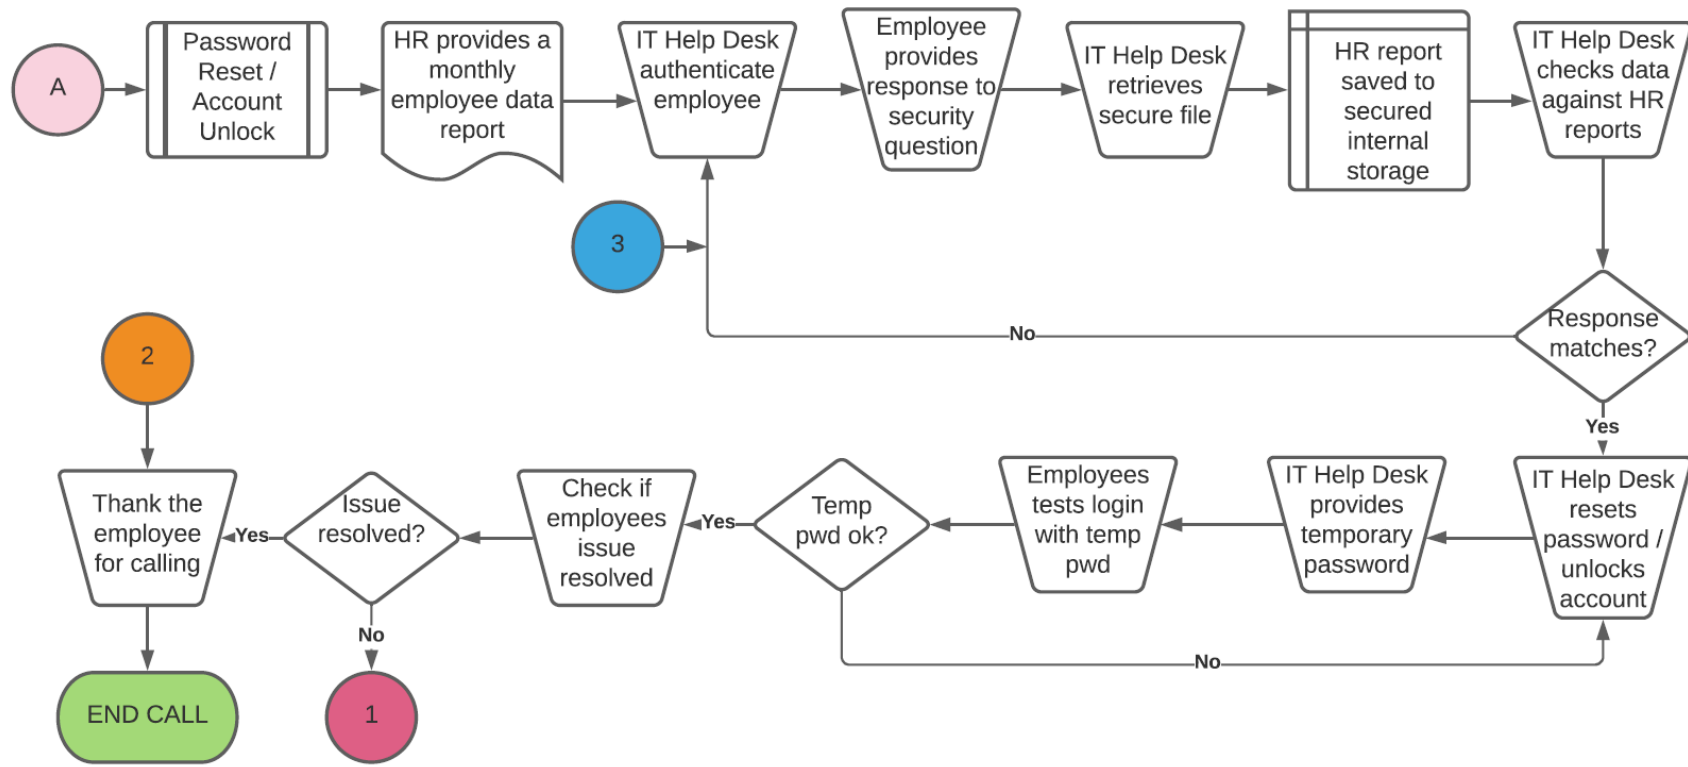 A
Password
Reset /
Account
Unlock
HR provides a
monthly
employee data
report
IT Help Desk
authenticate
employee
Employee
provides
response to
security
question
IT Help Desk
retrieves
secure file
HR report
saved to
secured
internal
storage
IT Help Desk
checks data
against HR
reports
3
No
Response
matches?
Yes
2
Thank the
employee
for calling
Yes
Issue
resolved?
No
Check if
employees
issue
resolved
Yes
Temp
pwd ok?
Employees
tests login
with temp
pwd
IT Help Desk
provides
temporary
password
IT Help Desk
resets
password /
unlocks
account
No
END CALL
1